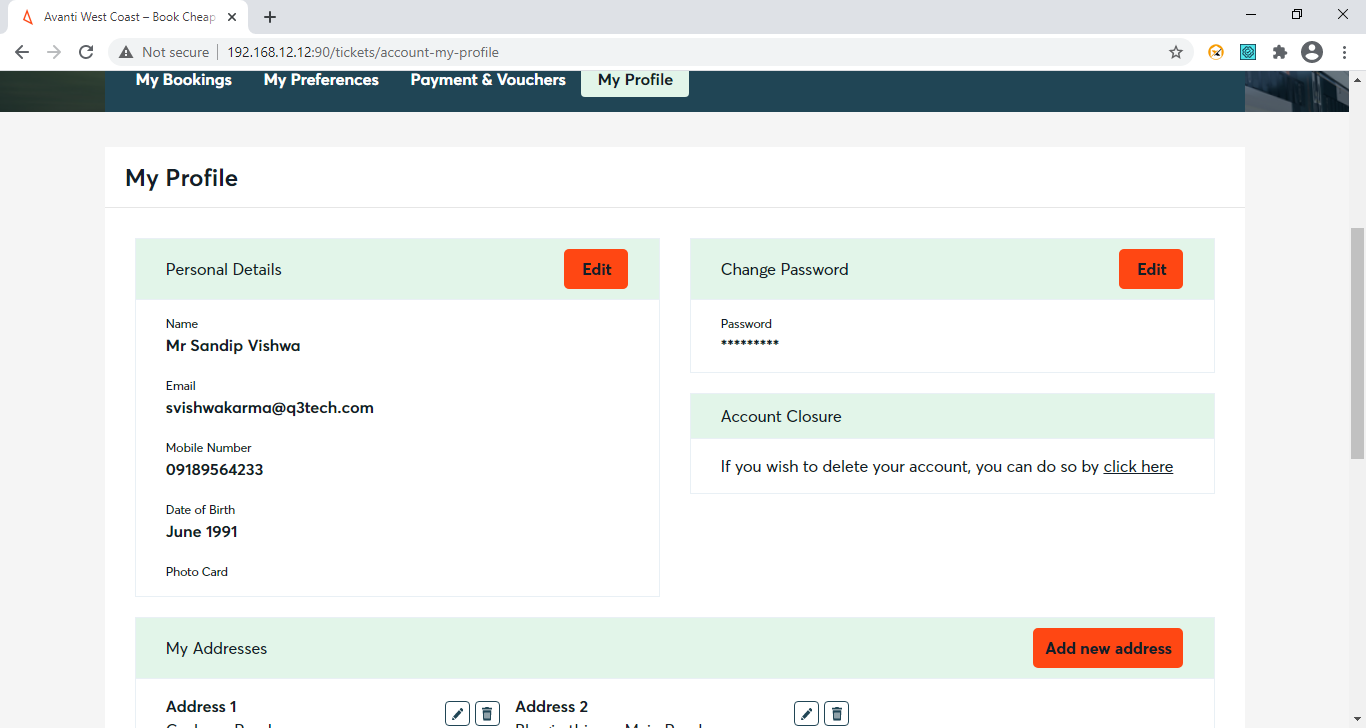 Avanti West Coast – Book Cheap
Not secure
192.168.12.12:90/tickets/account-my-profile
My Bookings
My Preferences
Payment & Vouchers
My Profile
My Profile
Personal Details
Edit
Name
Mr Sandip Vishwa
Email
svishwakarma@q3tech.com
Mobile Number
09189564233
Date of Birth
June 1991
Photo Card
Change Password
Edit
Password
*********
Account Closure
If you wish to delete your account, you can do so by click here
My Addresses
Add new address
Address 1
Address 2